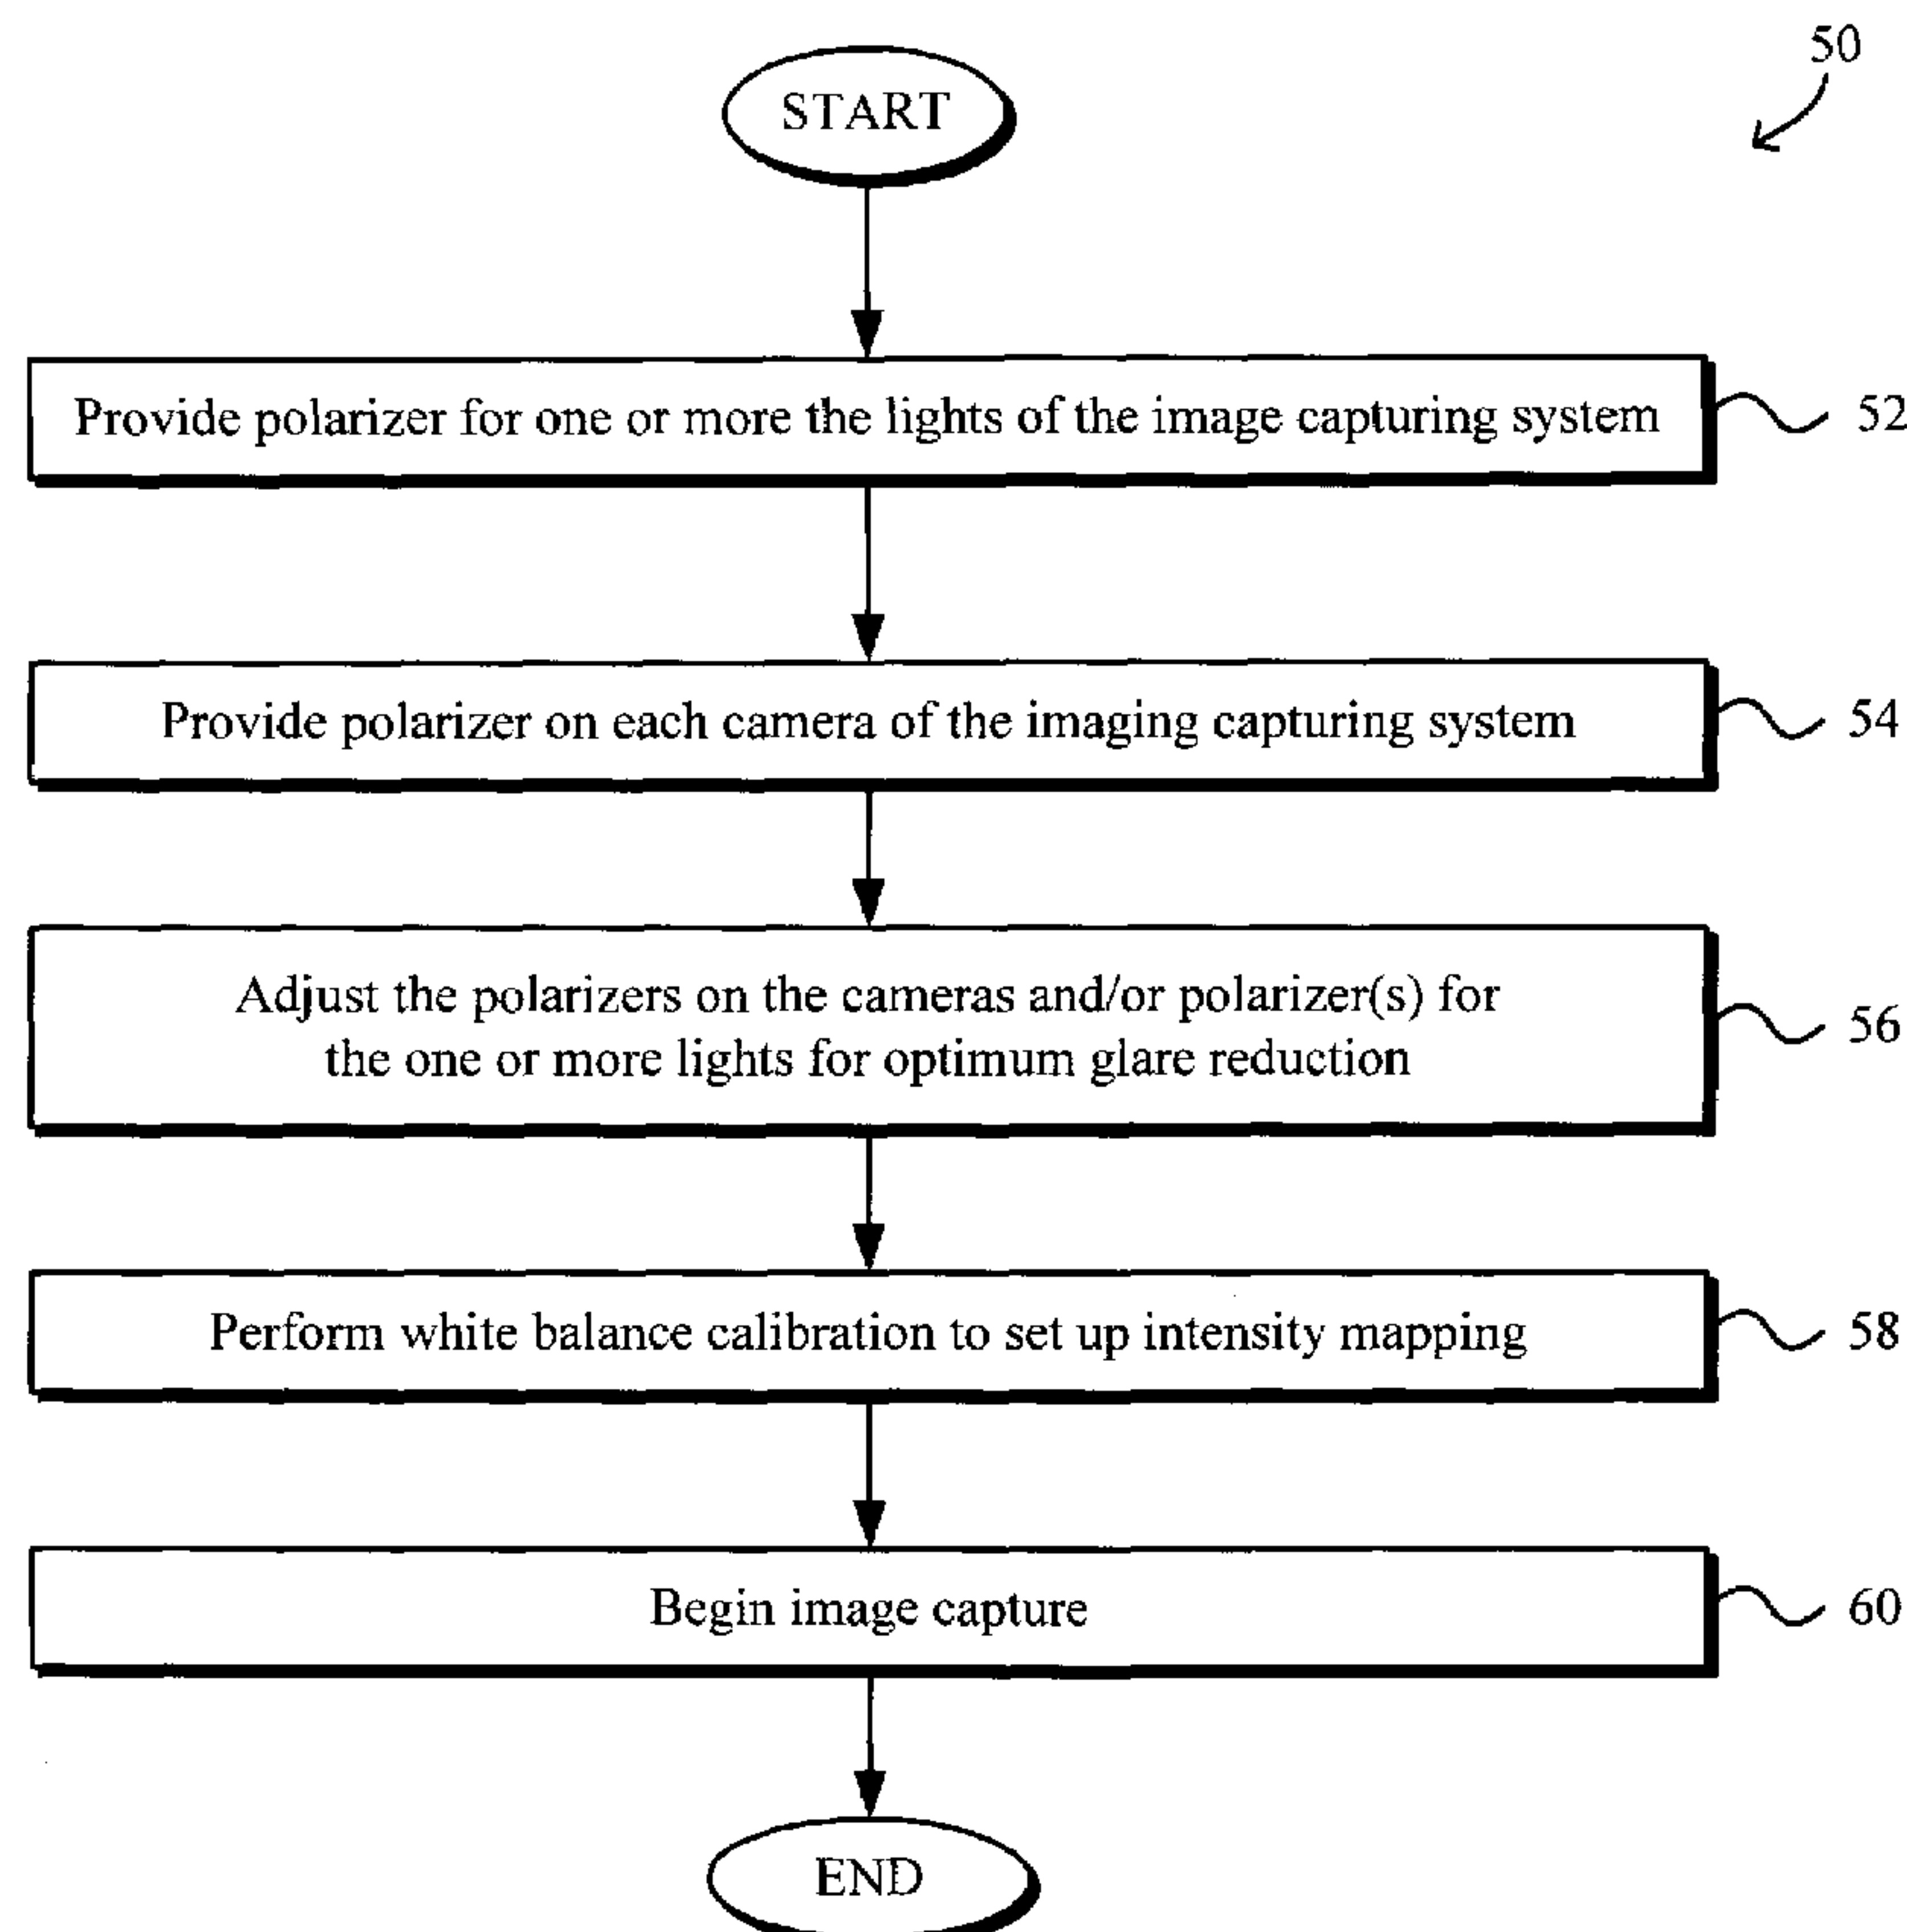 50
START
Provide polarizer for one or more the lights of the image capturing system
52
Provide polarizer on each camera of the imaging capturing system
54
Adjust the polarizers on the cameras and/or polarizer(s) for
the one or more lights for optimum glare reduction
56
Perform white balance calibration to set up intensity mapping
58
Begin image capture
60
END